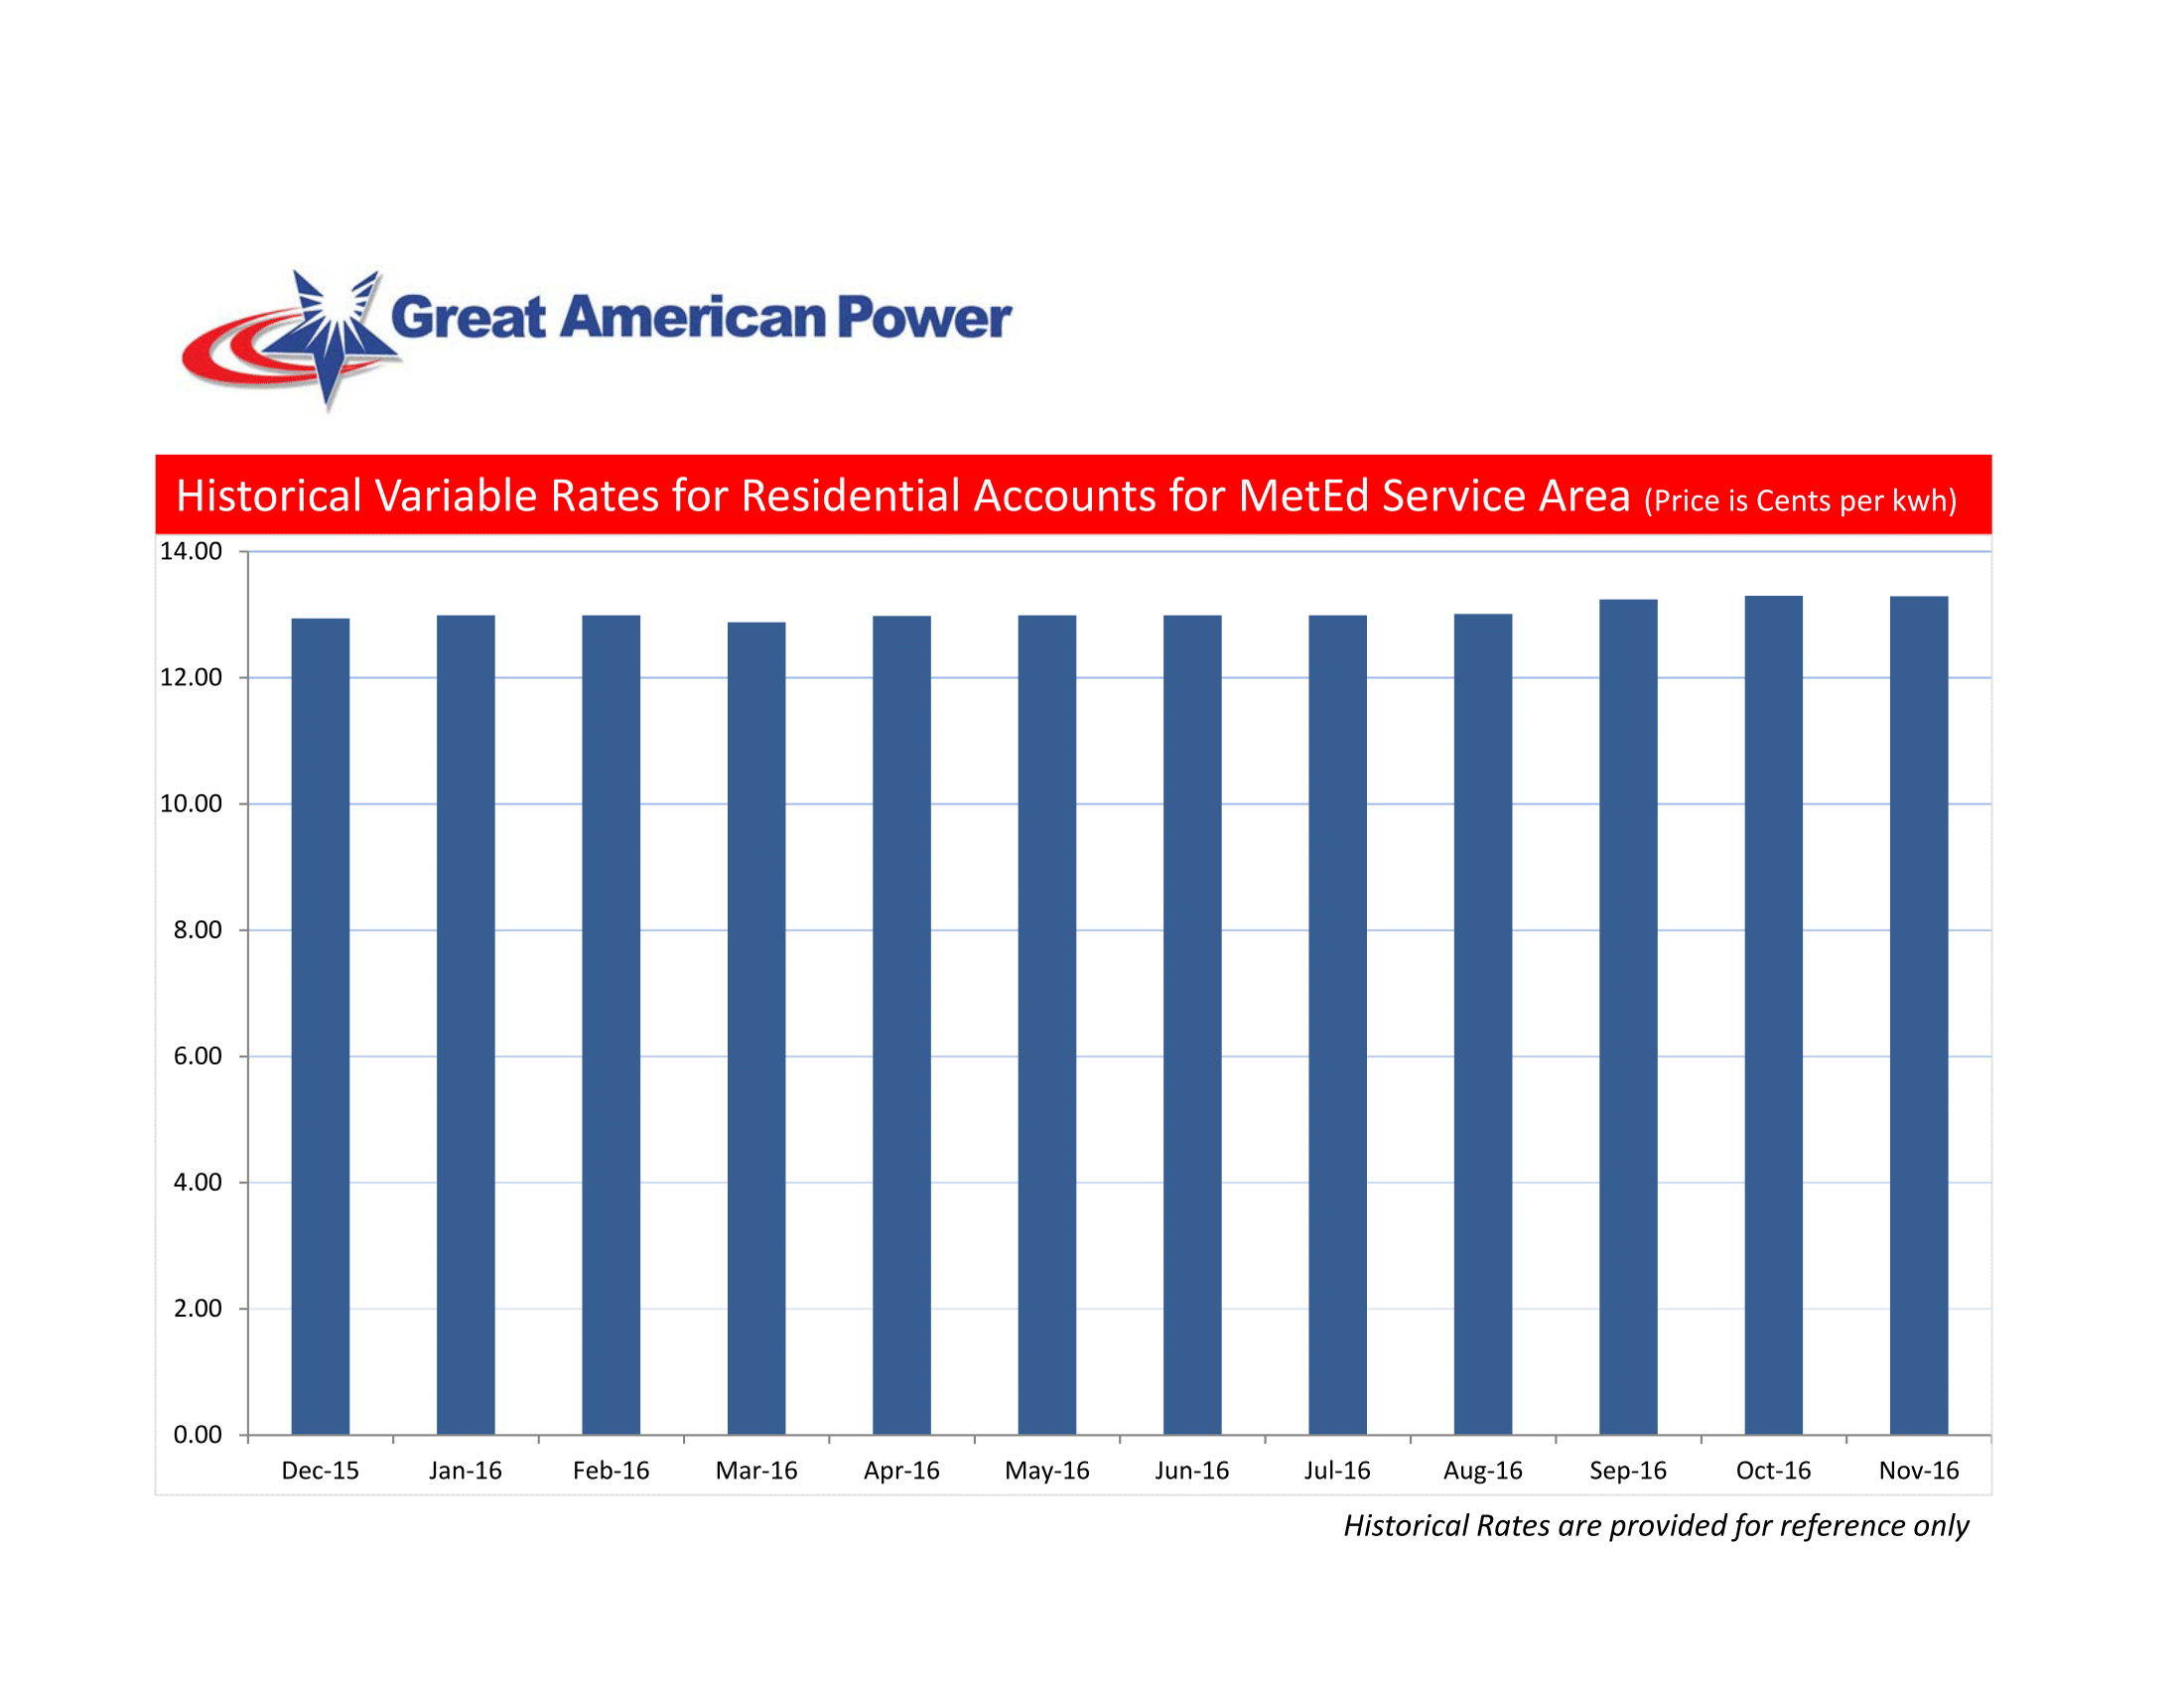 Great American Power
Historical Variable Rates for Residential Accounts for MetEd Service Area (Price is Cents per kwh)
14.00
12.00
10.00
8.00
6.00
4.00
2.00
0.00
Dec-15 Jan-16 Feb-16 Mar-16 Apr-16 May-16 Jun-16 Jul-16 Aug-16 Sep-16 Oct-16 Nov-16
Historical Rates are provided for reference only